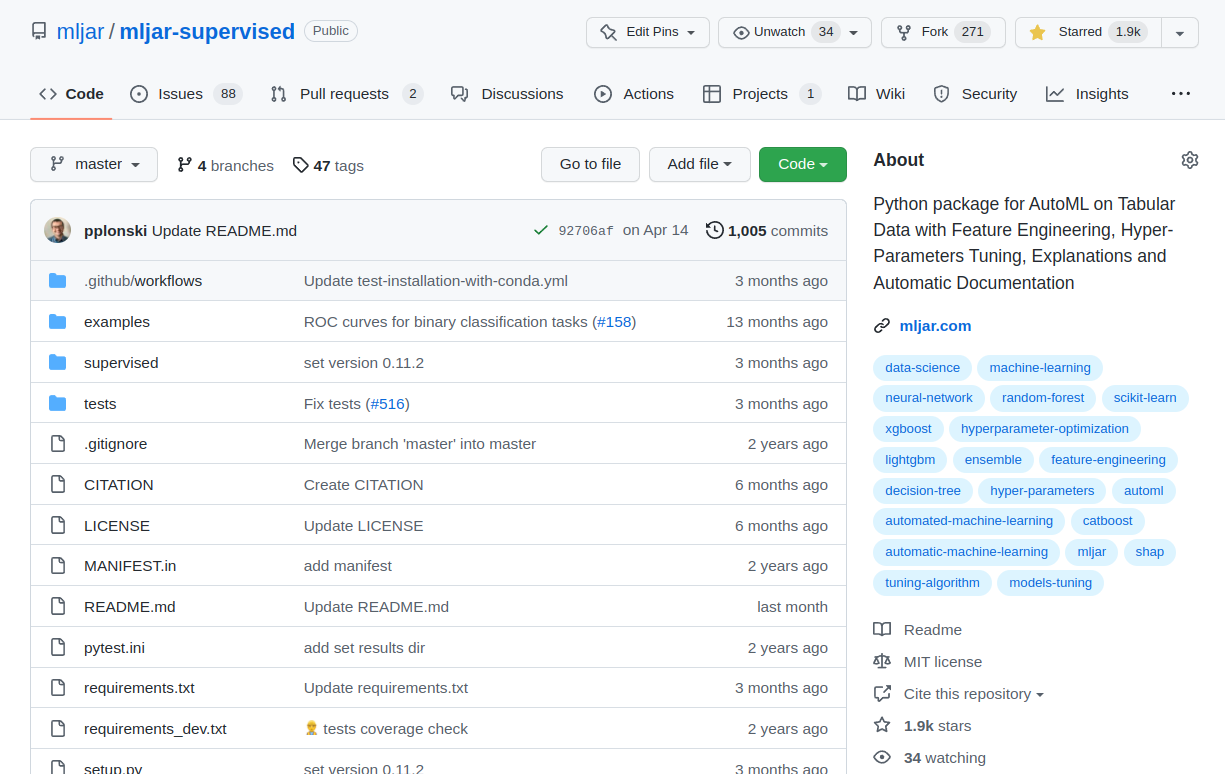 mljar / mljar-supervised Public Edit Pins Unwatch 34 Fork 271 Starred 1.9k
Code Issues 88 Pull requests 2 Discussions Actions Projects 1 Wiki Security Insights
master 4 branches 47 tags Go to file Add file Code
pplonski Update README.md 92706af on Apr 14 1,005 commits
.github/workflows Update test-installation-with-conda.yml 3 months ago
examples ROC curves for binary classification tasks (#158) 13 months ago
supervised set version 0.11.2 3 months ago
tests Fix tests (#516) 3 months ago
.gitignore Merge branch 'master' into master 2 years ago
CITATION Create CITATION 6 months ago
LICENSE Update LICENSE 6 months ago
MANIFEST.in add manifest 2 years ago
README.md Update README.md last month
pytest.ini add set results dir 2 years ago
requirements.txt Update requirements.txt 3 months ago
requirements_dev.txt tests coverage check 2 years ago
setup.py set version 0.11.2 3 months ago
About
Python package for AutoML on Tabular
Data with Feature Engineering, Hyper-
Parameters Tuning, Explanations and
Automatic Documentation
mljar.com
data-science machine-learning
neural-network random-forest scikit-learn
xgboost hyperparameter-optimization
lightgbm ensemble feature-engineering
decision-tree hyper-parameters automl
automated-machine-learning catboost
automatic-machine-learning mljar shap
tuning-algorithm models-tuning
Readme
MIT license
Cite this repository
1.9k stars
34 watching